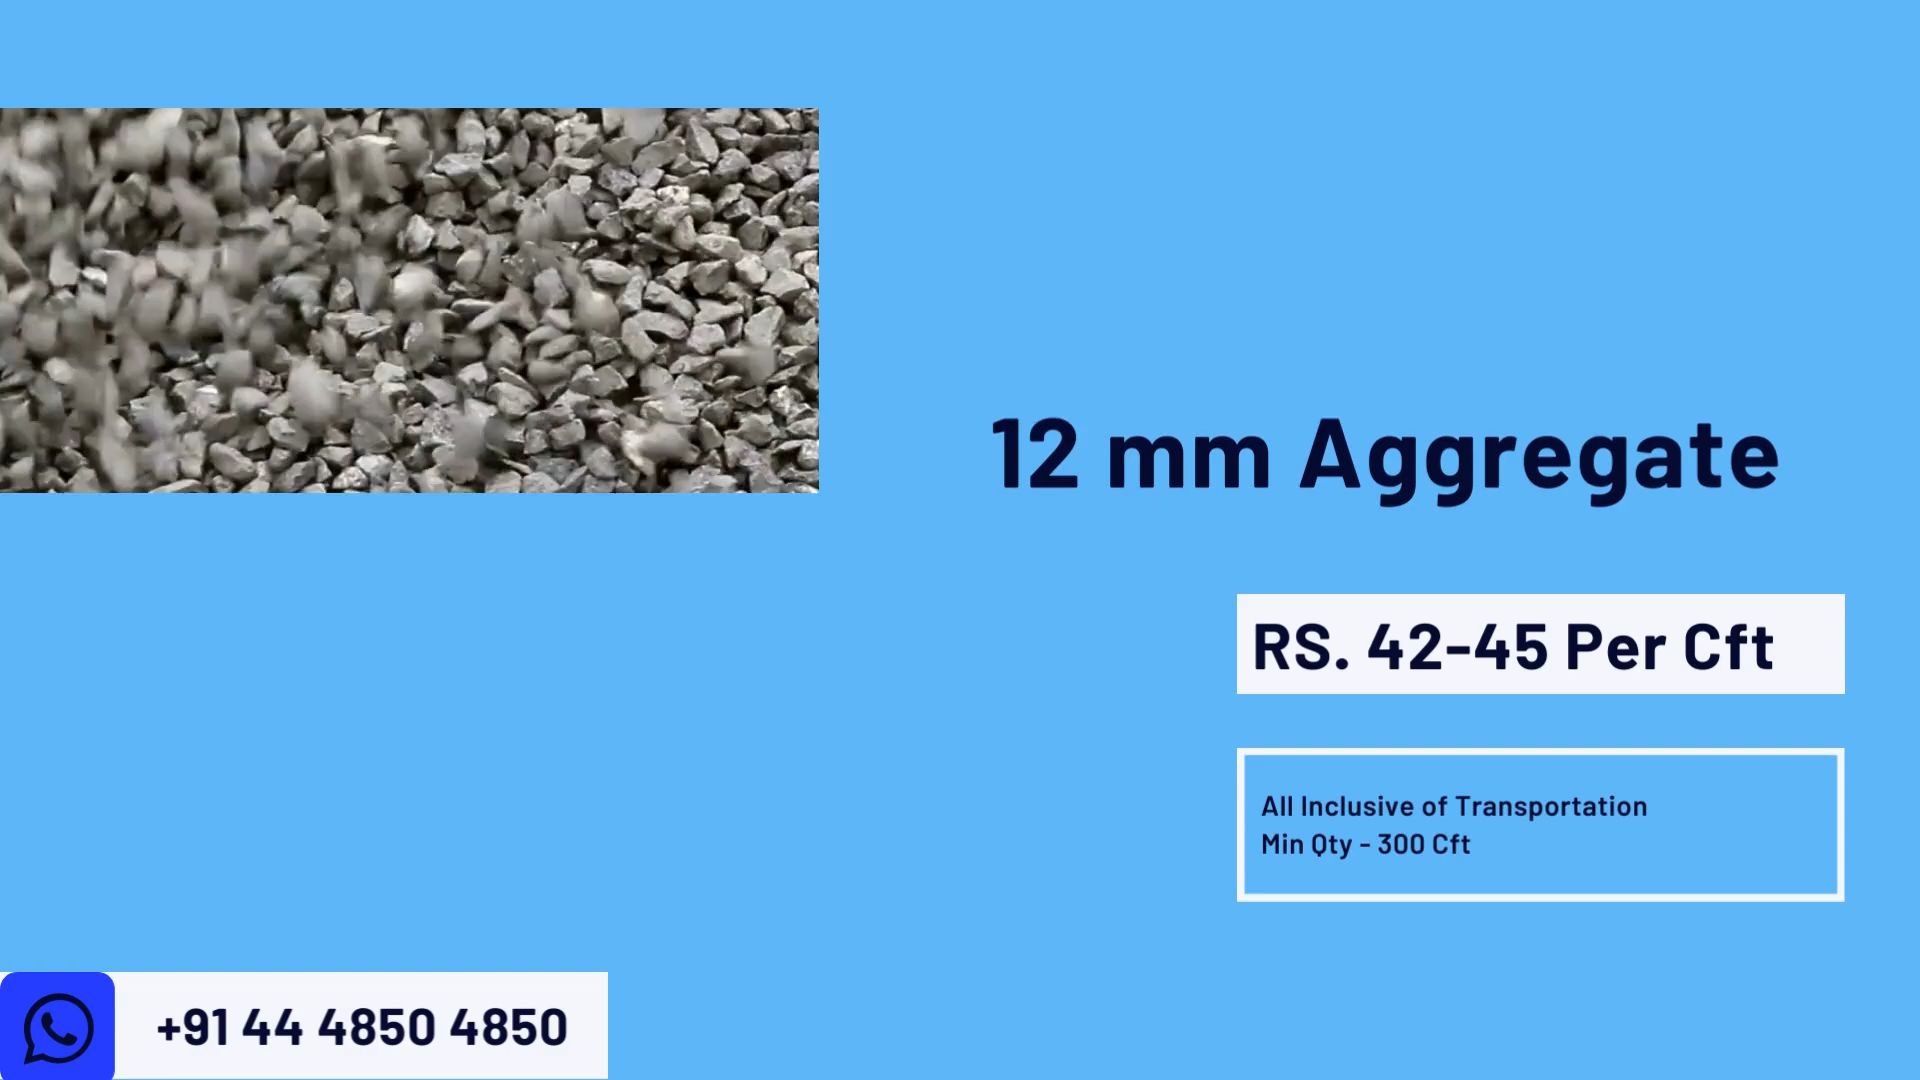 12 mm Aggregate
RS. 42-45 Per Cft
All Inclusive of Transportation
Min Qty - 300 Cft
+91 44 4850 4850